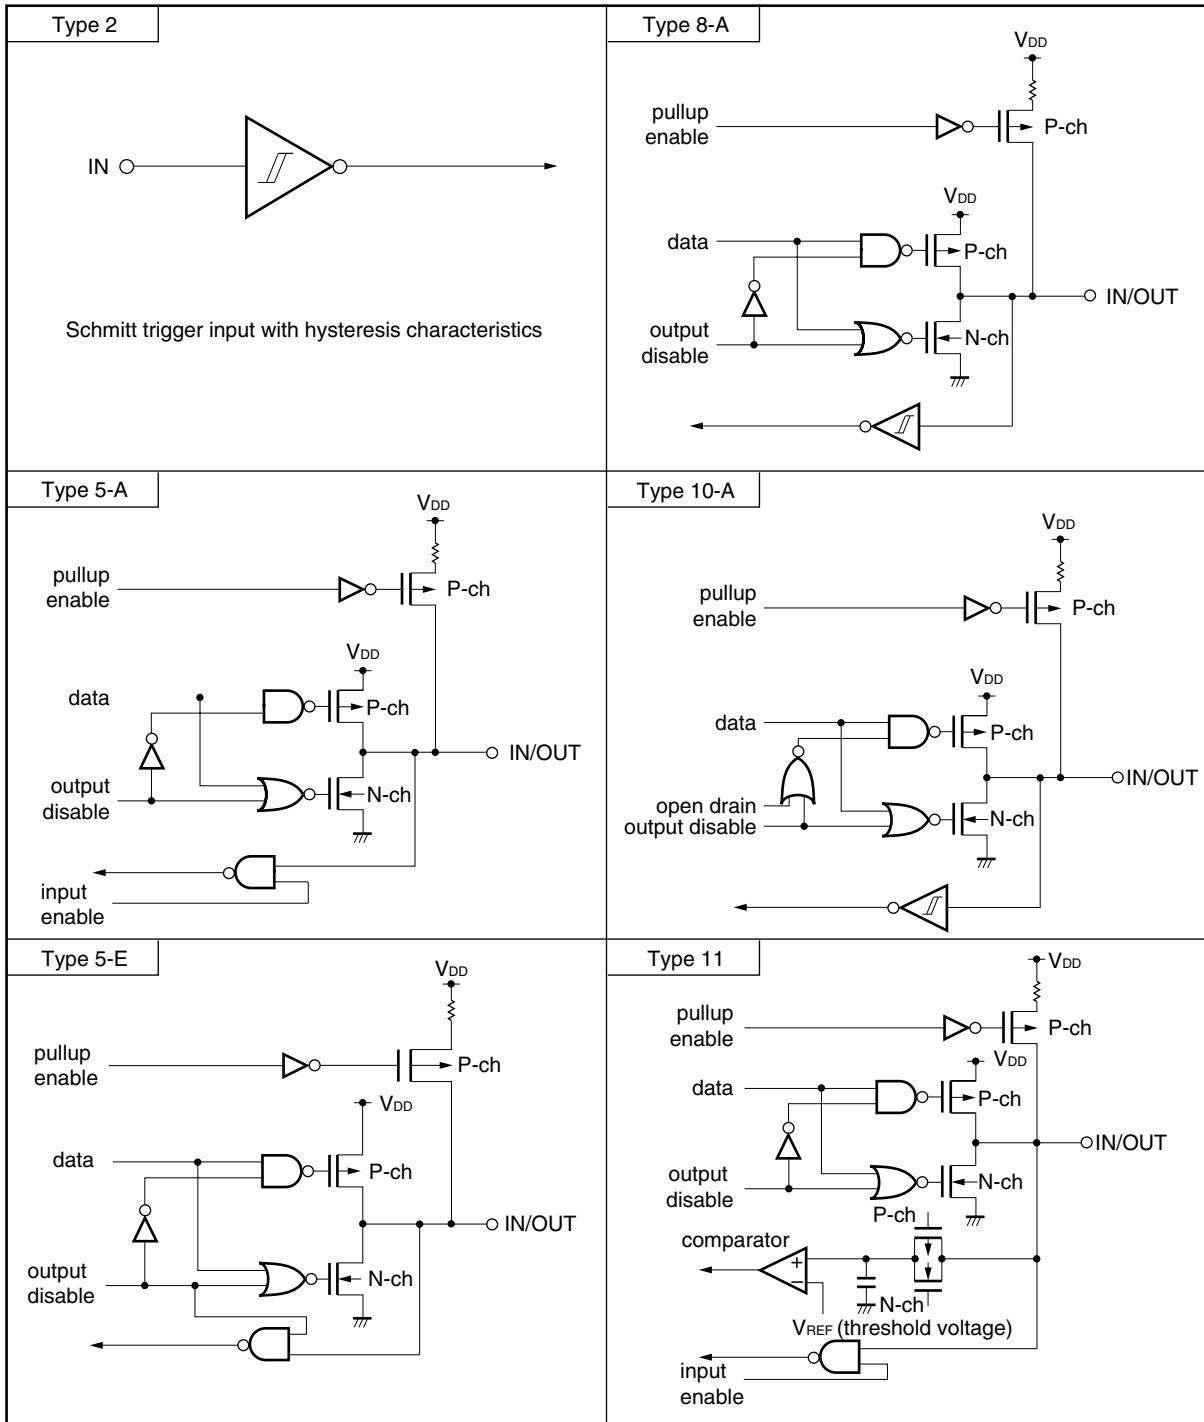 Type 2
IN
Schmitt trigger input with hysteresis characteristics
Type 8-A
VDD
pullup
enable
P-ch
VDD
data
P-ch
IN/OUT
output
disable
N-ch
Type 5-A
VDD
pullup
enable
P-ch
VDD
data
P-ch
IN/OUT
output
disable
N-ch
input
enable
Type 10-A
VDD
pullup
enable
P-ch
VDD
data
P-ch
IN/OUT
open drain
output disable
N-ch
Type 5-E
VDD
pullup
enable
P-ch
VDD
data
P-ch
IN/OUT
output
disable
N-ch
Type 11
VDD
pullup
enable
P-ch
VDD
data
P-ch
IN/OUT
output
disable
N-ch
P-ch
comparator
+
−
N-ch
VREF (threshold voltage)
input
enable